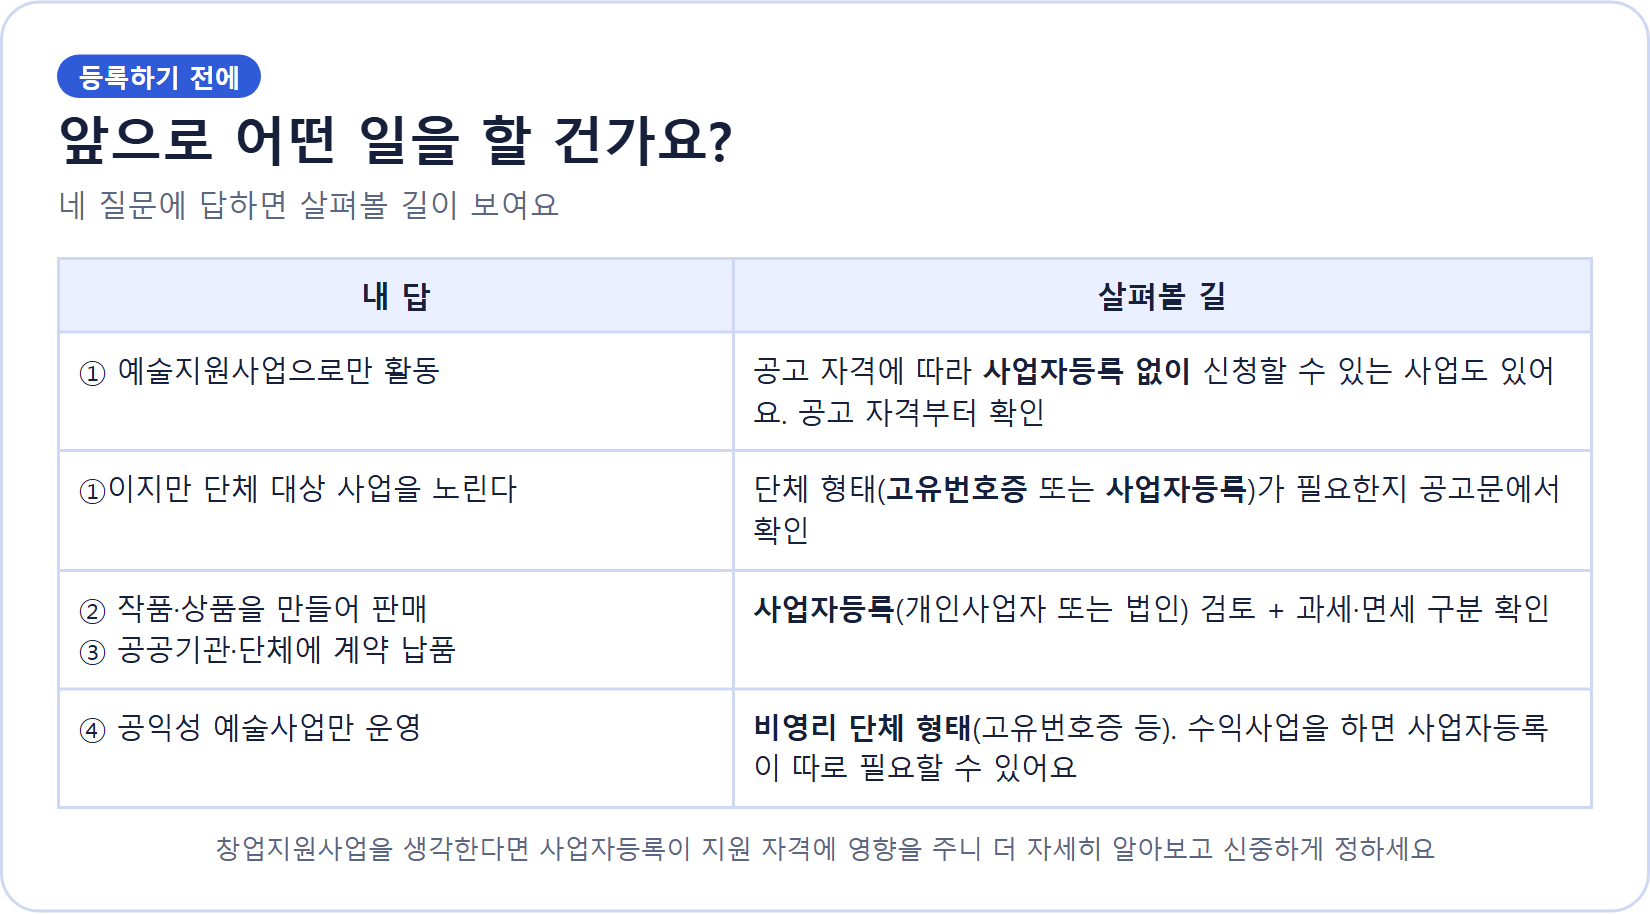 등록하기 전에
앞으로 어떤 일을 할 건가요?
네 질문에 답하면 살펴볼 길이 보여요
내 답
살펴볼 길
① 예술지원사업으로만 활동
공고 자격에 따라 사업자등록 없이 신청할 수 있는 사업도 있어
요. 공고 자격부터 확인
①이지만 단체 대상 사업을 노린다
단체 형태(고유번호증 또는 사업자등록)가 필요한지 공고문에서
확인
② 작품·상품을 만들어 판매
③ 공공기관·단체에 계약 납품
사업자등록(개인사업자 또는 법인) 검토 + 과세·면세 구분 확인
④ 공익성 예술사업만 운영
비영리 단체 형태(고유번호증 등). 수익사업을 하면 사업자등록
이 따로 필요할 수 있어요
창업지원사업을 생각한다면 사업자등록이 지원 자격에 영향을 주니 더 자세히 알아보고 신중하게 정하세요